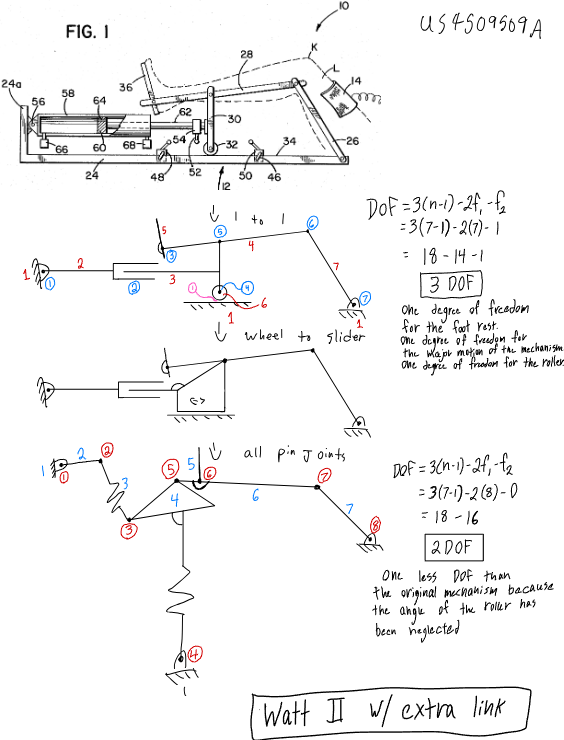 US4509509A
FIG. 1
10
K
28
L
14
36
24a
58
64
56
62
30
54
34
26
66
60
68
32
50
24
48
52
12
46
↓ 1 to 1
5
3
5
4
6
2
1
1
2
3
1
4
6
1
7
7
1
DOF = 3(n-1)-2f₁-f₂
= 3(7-1)-2(7)-1
= 18-14-1
3 DOF
One degree of freedom
for the foot rest.
One degree of freedom for
the major motion of the mechanism
One degree of freedom for the roller
↓ wheel to slider
↓ all pin joints
1
2
2
1
3
3
5
5
6
4
6
7
7
8
4
1
DOF = 3(n-1)-2f₁-f₂
= 3(7-1)-2(8)-0
= 18-16
2 DOF
One less DOF than
the original mechanism because
the angle of the roller has
been neglected
Watt II w/ extra link